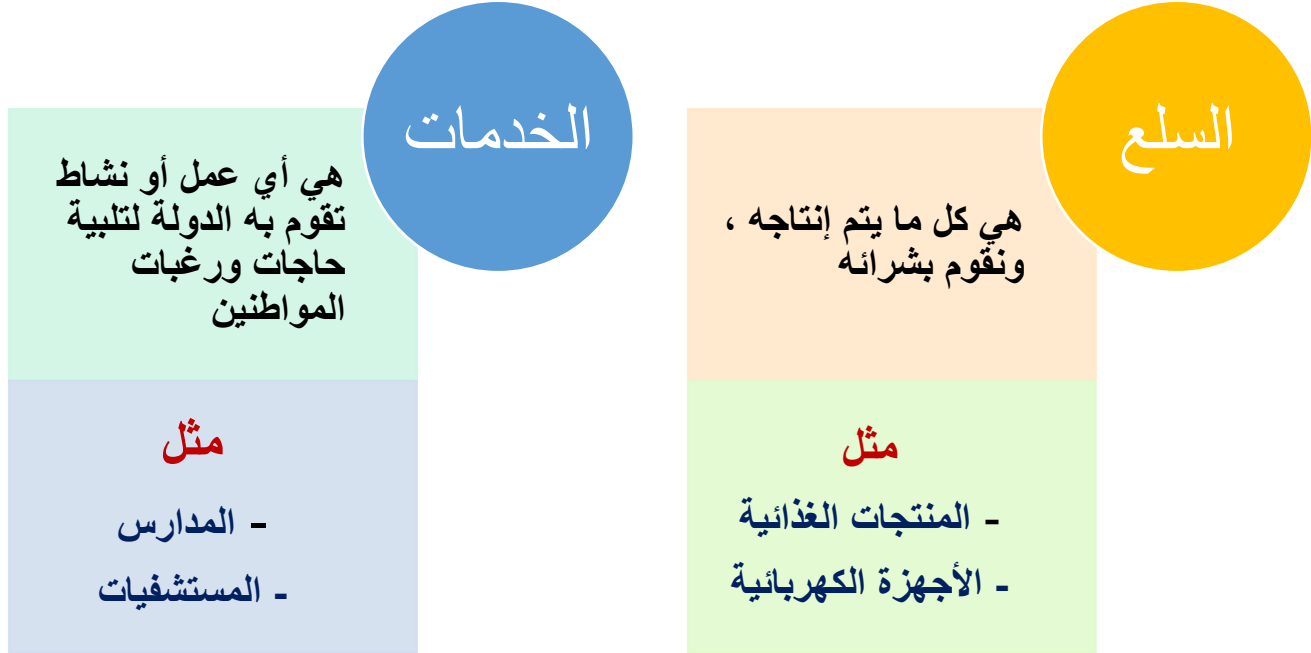 السلع
هي كل ما يتم إنتاجه ،
ونقوم بشرائه
مثل
- المنتجات الغذائية
- الأجهزة الكهربائية
الخدمات
هي أي عمل أو نشاط
تقوم به الدولة لتلبية
حاجات ورغبات
المواطنين
مثل
- المدارس
- المستشفيات